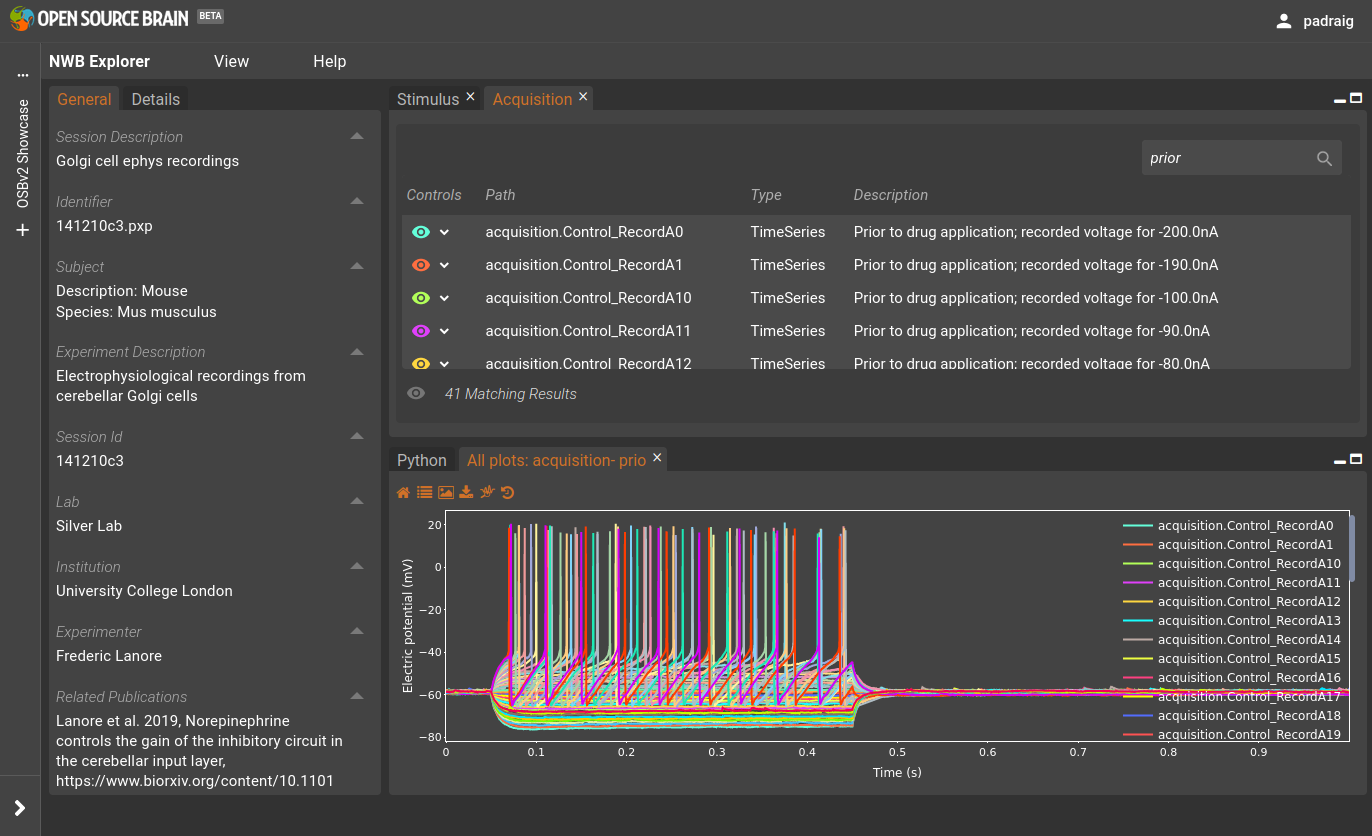 OPEN SOURCE BRAIN BETA
padraig
NWB Explorer View Help
...
OSBv2 Showcase
+
General Details
Session Description
Golgi cell ephys recordings
Identifier
141210c3.pxp
Subject
Description: Mouse
Species: Mus musculus
Experiment Description
Electrophysiological recordings from
cerebellar Golgi cells
Session Id
141210c3
Lab
Silver Lab
Institution
University College London
Experimenter
Frederic Lanore
Related Publications
Lanore et al. 2019, Norepinephrine
controls the gain of the inhibitory circuit in
the cerebellar input layer,
https://www.biorxiv.org/content/10.1101
Stimulus Acquisition
prior
Controls Path Type Description
acquisition.Control_RecordA0 TimeSeries Prior to drug application; recorded voltage for -200.0nA
acquisition.Control_RecordA1 TimeSeries Prior to drug application; recorded voltage for -190.0nA
acquisition.Control_RecordA10 TimeSeries Prior to drug application; recorded voltage for -100.0nA
acquisition.Control_RecordA11 TimeSeries Prior to drug application; recorded voltage for -90.0nA
acquisition.Control_RecordA12 TimeSeries Prior to drug application; recorded voltage for -80.0nA
41 Matching Results
Python All plots: acquisition- prio
Electric potential (mV)
20
0
−20
−40
−60
−80
0 0.1 0.2 0.3 0.4 0.5 0.6 0.7 0.8 0.9
Time (s)
acquisition.Control_RecordA0
acquisition.Control_RecordA1
acquisition.Control_RecordA10
acquisition.Control_RecordA11
acquisition.Control_RecordA12
acquisition.Control_RecordA13
acquisition.Control_RecordA14
acquisition.Control_RecordA15
acquisition.Control_RecordA16
acquisition.Control_RecordA17
acquisition.Control_RecordA18
acquisition.Control_RecordA19